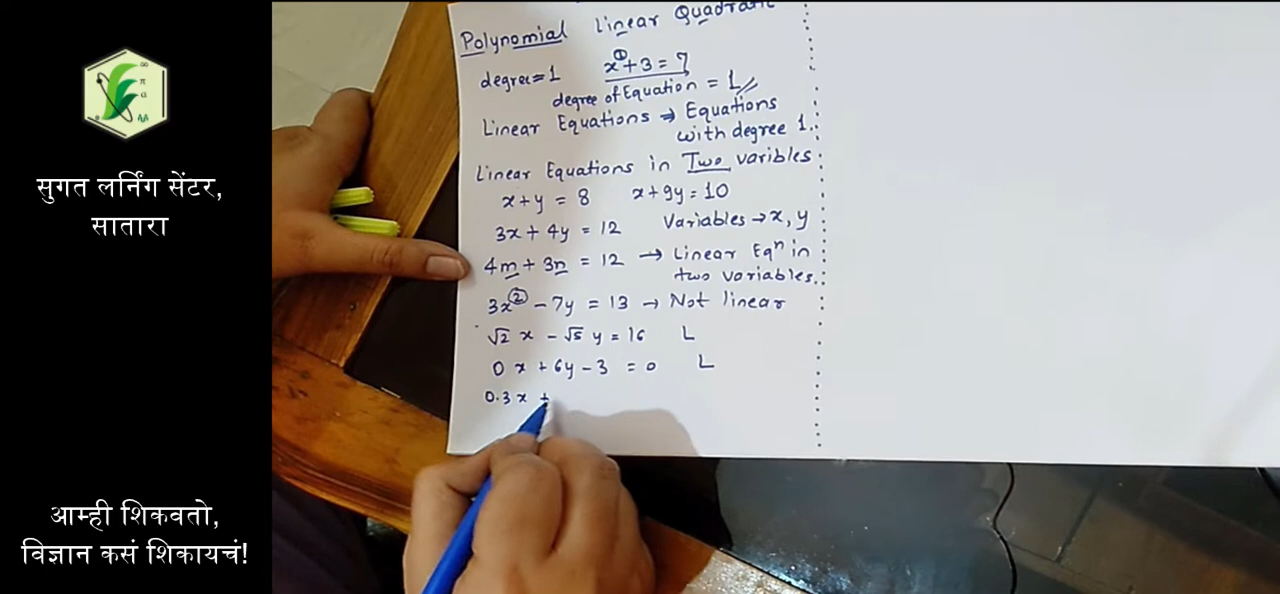 सुगत लर्निंग सेंटर,
सातारा
आम्ही शिकवतो,
विज्ञान कसं शिकायचं!
Polynomial Linear Quadratic
degree=1 x①+3=7
degree of Equation = 1
Linear Equations ⇒ Equations
with degree 1.
Linear Equations in Two varibles
x+y = 8 x+9y=10
3x+4y = 12 Variables → x, y
4m + 3n = 12 → Linear Eqⁿ in
two variables.
3x② - 7y = 13 → Not linear
√2 x - √5 y = 16 L
0 x + 6y - 3 = 0 L
0.3 x +